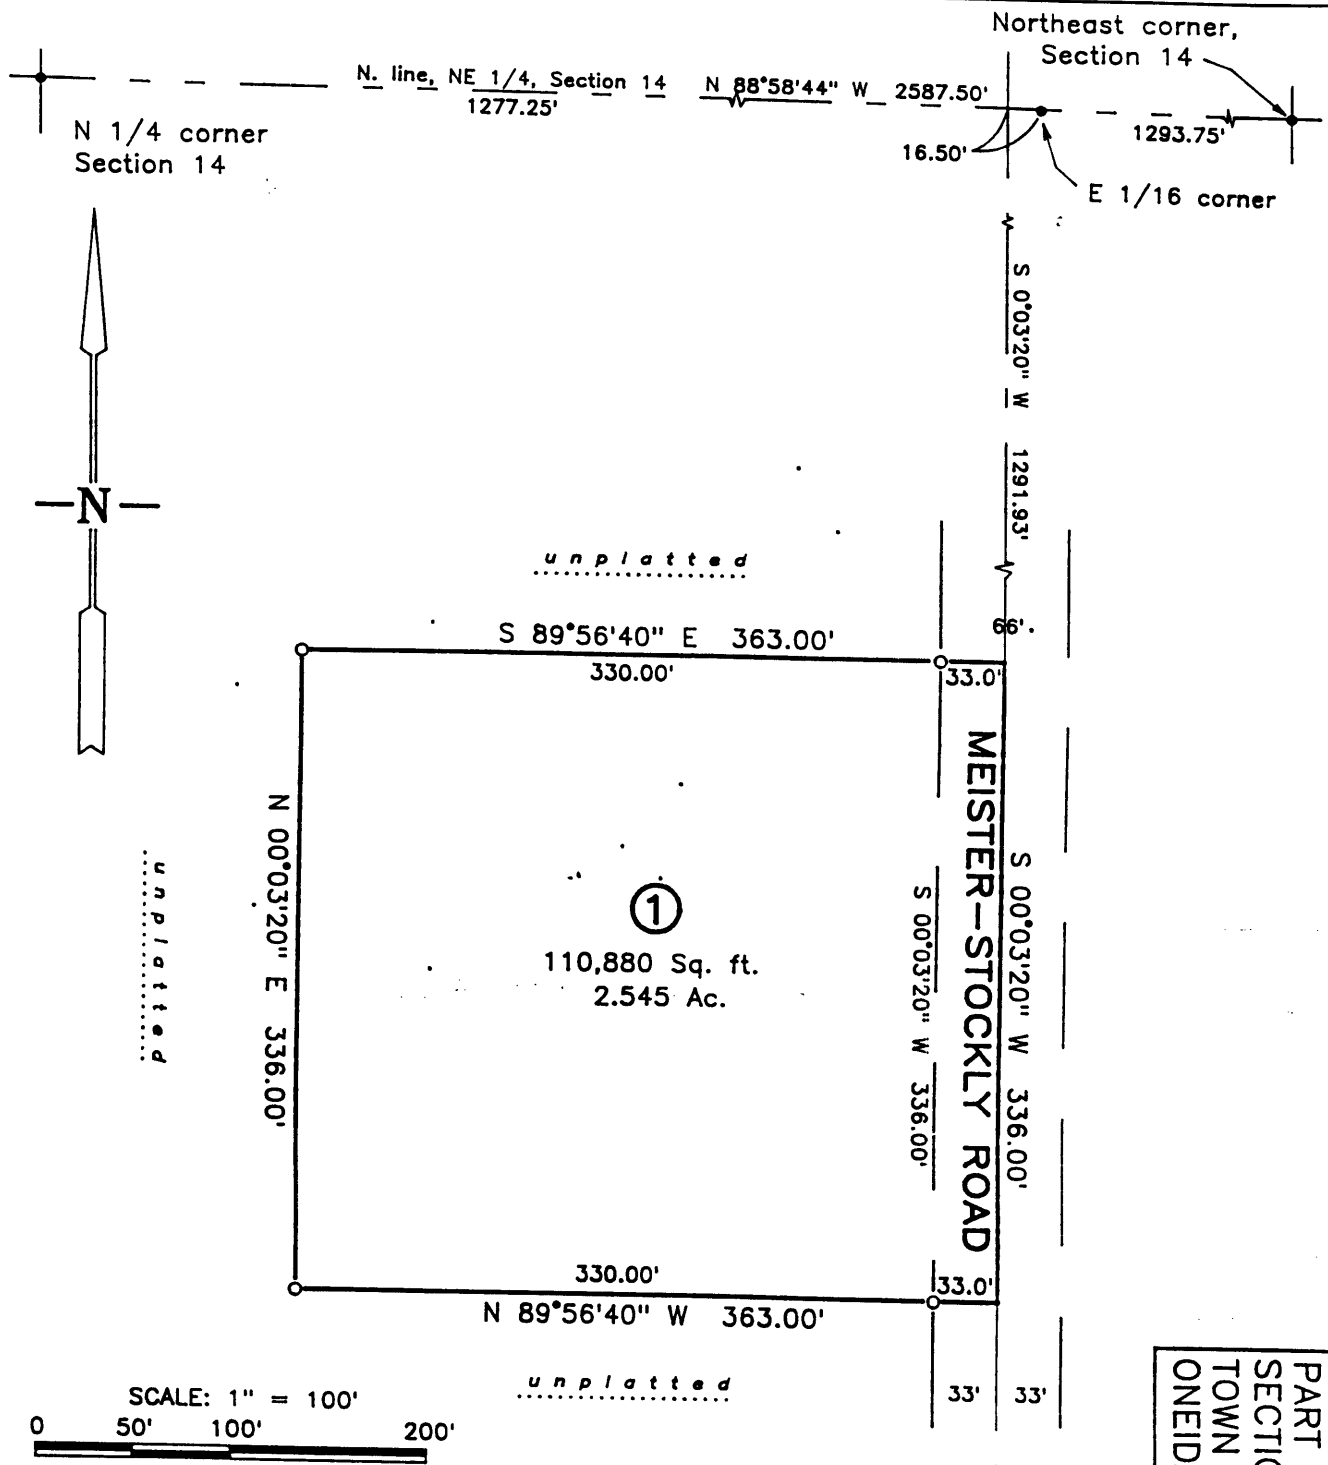 Northeast corner,
Section 14
N. line, NE 1/4, Section 14 N 88°58'44" W 2587.50'
1277.25'
1293.75'
N 1/4 corner
Section 14
16.50'
E 1/16 corner
S 0°03'20" W 1291.93'
N
unplatted
66'
S 89°56'40" E 363.00'
330.00'
33.0'
MEISTER-STOCKLY ROAD
N 00°03'20" E 336.00'
unplatted
S 00°03'20" W 336.00'
S 00°03'20" W 336.00'
1
110,880 Sq. ft.
2.545 Ac.
330.00'
33.0'
N 89°56'40" W 363.00'
unplatted
33' 33'
SCALE: 1" = 100'
0 50' 100' 200'
PART
SECTIO
TOWN
ONEID